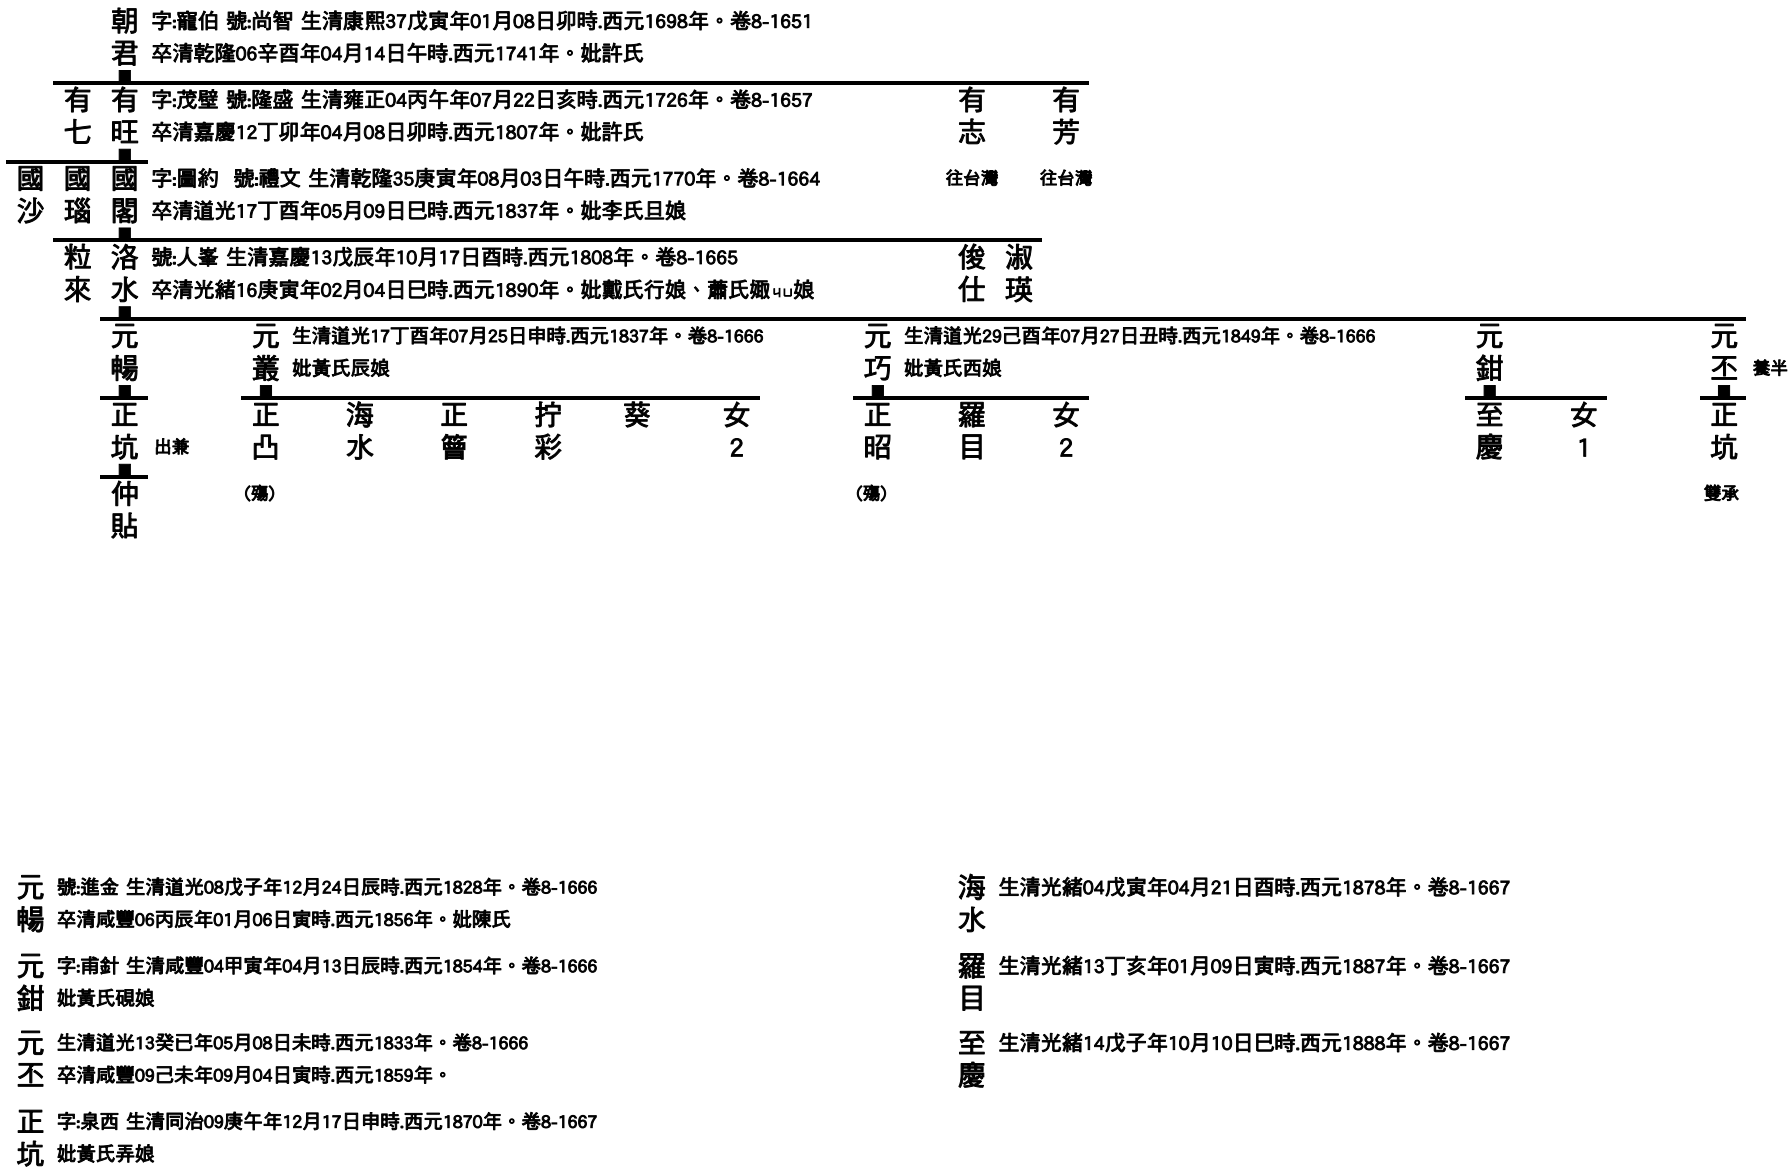 朝君 字:寵伯 號:尚智 生清康熙37戊寅年01月08日卯時.西元1698年。卷8-1651
卒清乾隆06辛酉年04月14日午時.西元1741年。妣許氏
有七 有旺 字:茂壁 號:隆盛 生清雍正04丙午年07月22日亥時.西元1726年。卷8-1657 有志 有芳
卒清嘉慶12丁卯年04月08日卯時.西元1807年。妣許氏
國沙 國瑙 國閣 字:圖約 號:禮文 生清乾隆35庚寅年08月03日午時.西元1770年。卷8-1664 往台灣 往台灣
卒清道光17丁酉年05月09日巳時.西元1837年。妣李氏旦娘
粒來 洛水 號:人峯 生清嘉慶13戊辰年10月17日酉時.西元1808年。卷8-1665 俊仕 淑瑛
卒清光緒16庚寅年02月04日巳時.西元1890年。妣戴氏行娘、蕭氏娵ㄐㄩ娘
元暢 元叢 生清道光17丁酉年07月25日申時.西元1837年。卷8-1666 元巧 生清道光29己酉年07月27日丑時.西元1849年。卷8-1666 元鉗 元丕 養半
妣黃氏辰娘 妣黃氏西娘
正坑 出兼 正凸 海水 正簪 拧彩 葵 女2 正昭 羅目 女2 至慶 女1 正坑
仲貼 (殤) (殤) 雙承
元暢 號:進金 生清道光08戊子年12月24日辰時.西元1828年。卷8-1666
卒清咸豐06丙辰年01月06日寅時.西元1856年。妣陳氏
元鉗 字:甫針 生清咸豐04甲寅年04月13日辰時.西元1854年。卷8-1666
妣黃氏硯娘
元丕 生清道光13癸已年05月08日未時.西元1833年。卷8-1666
卒清咸豐09己未年09月04日寅時.西元1859年。
正坑 字:泉西 生清同治09庚午年12月17日申時.西元1870年。卷8-1667
妣黃氏弄娘
海水 生清光緒04戊寅年04月21日酉時.西元1878年。卷8-1667
羅目 生清光緒13丁亥年01月09日寅時.西元1887年。卷8-1667
至慶 生清光緒14戊子年10月10日巳時.西元1888年。卷8-1667